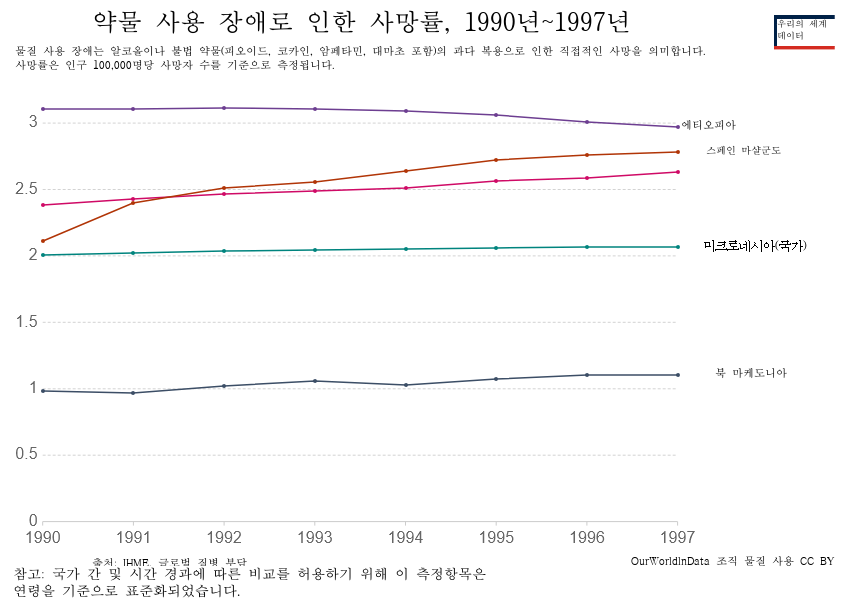 약물 사용 장애로 인한 사망률, 1990년~1997년
우리의 세계
데이터
물질 사용 장애는 알코올이나 불법 약물(피오이드, 코카인, 암페타민, 대마초 포함)의 과다 복용으로 인한 직접적인 사망을 의미합니다.
사망률은 인구 100,000명당 사망자 수를 기준으로 측정됩니다.
3
에티오피아
스페인 마샬군도
2.5
미크로네시아(국가)
2
1.5
북 마케도니아
1
0.5
0
1990 1991 1992 1993 1994 1995 1996 1997
출처: IHME, 글로벌 질병 부담
OurWorldInData 조직 물질 사용 CC BY
참고: 국가 간 및 시간 경과에 따른 비교를 허용하기 위해 이 측정항목은
연령을 기준으로 표준화되었습니다.